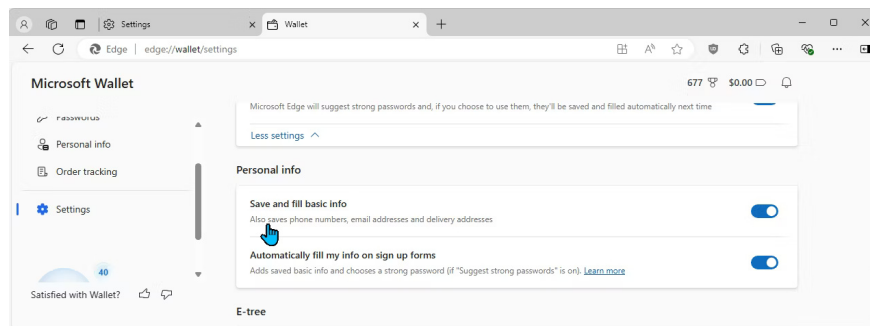 Settings
Wallet
Edge
edge://wallet/settings
Microsoft Wallet
677
$0.00
Passwords
Personal info
Order tracking
Settings
40
Satisfied with Wallet?
Microsoft Edge will suggest strong passwords and, if you choose to use them, they'll be saved and filled automatically next time
Less settings
Personal info
Save and fill basic info
Also saves phone numbers, email addresses and delivery addresses
Automatically fill my info on sign up forms
Adds saved basic info and chooses a strong password (if "Suggest strong passwords" is on). Learn more
E-tree